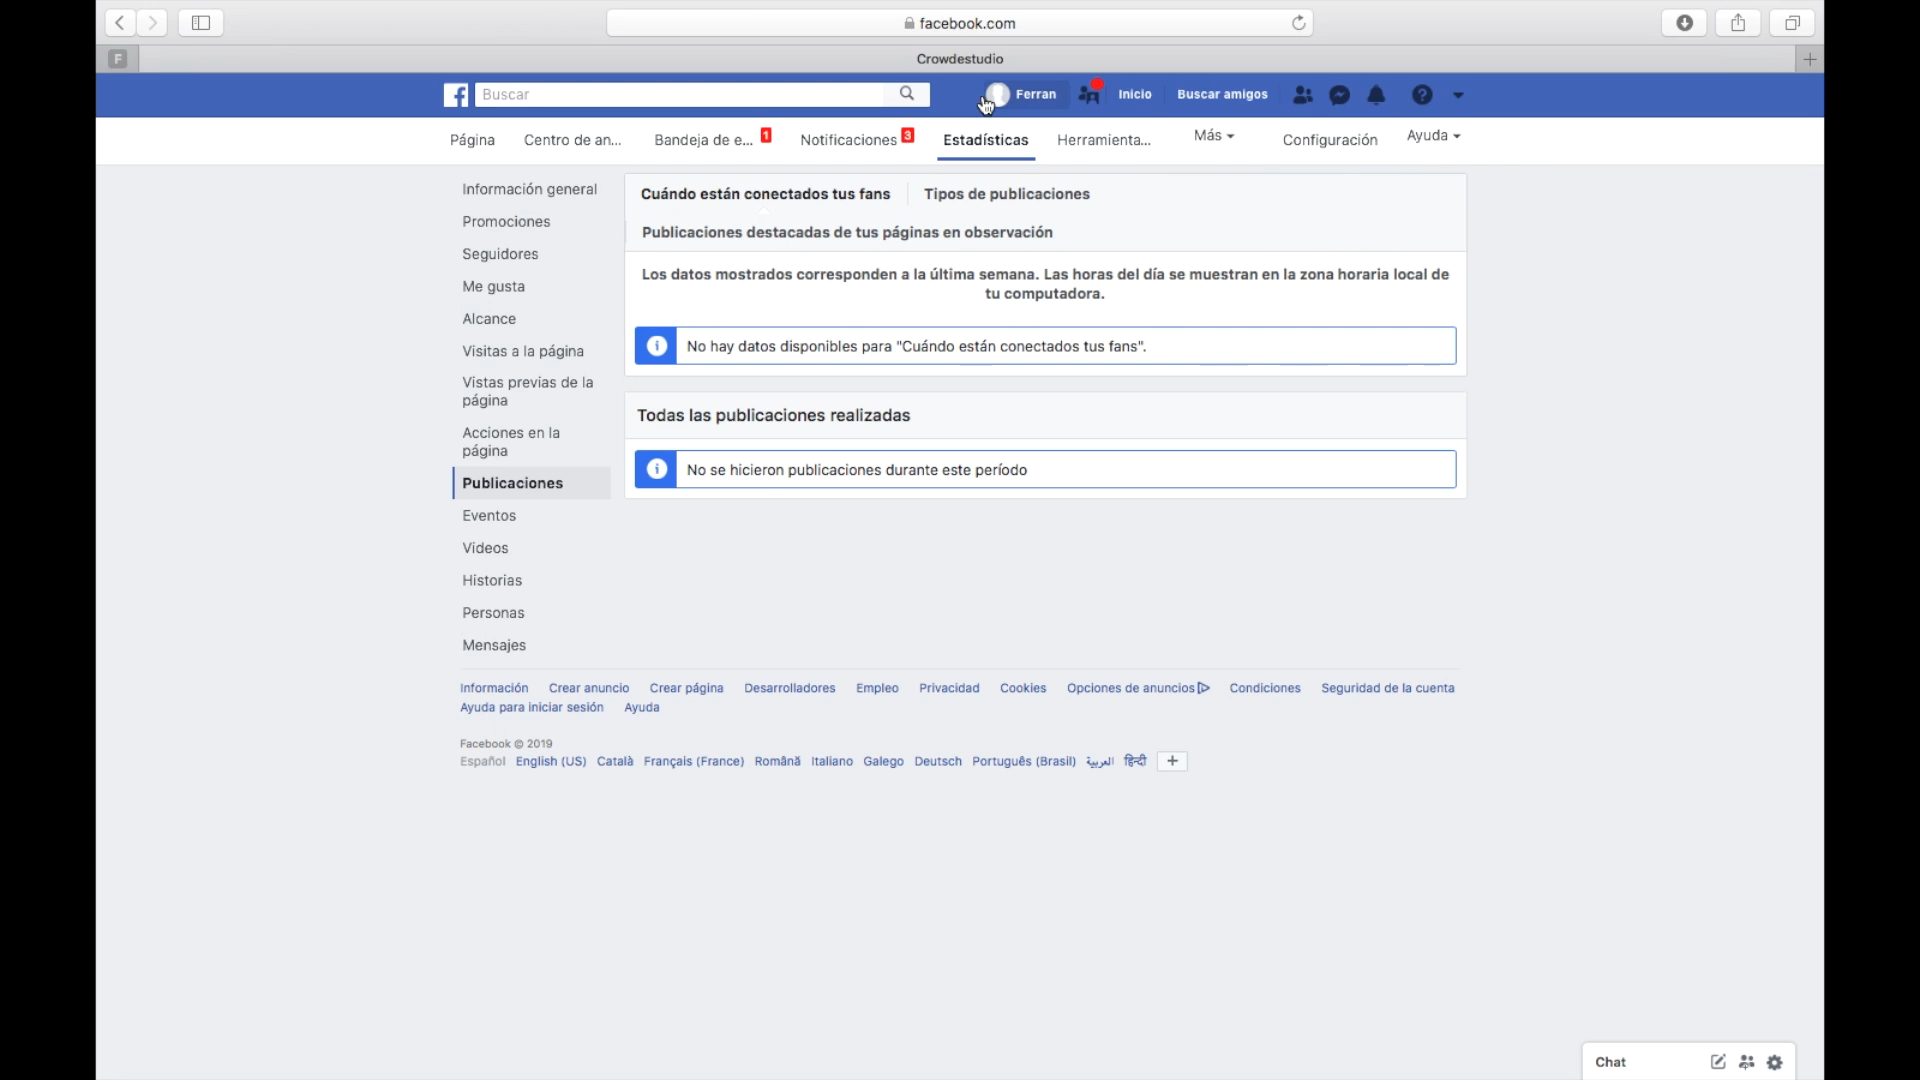 facebook.com
F
Crowdestudio
Buscar
Ferran
Inicio
Buscar amigos
Página
Centro de an...
Bandeja de e...
1
Notificaciones
3
Estadísticas
Herramienta...
Más
Configuración
Ayuda
Información general
Promociones
Seguidores
Me gusta
Alcance
Visitas a la página
Vistas previas de la
página
Acciones en la
página
Publicaciones
Eventos
Videos
Historias
Personas
Mensajes
Cuándo están conectados tus fans
Tipos de publicaciones
Publicaciones destacadas de tus páginas en observación
Los datos mostrados corresponden a la última semana. Las horas del día se muestran en la zona horaria local de
tu computadora.
No hay datos disponibles para "Cuándo están conectados tus fans".
Todas las publicaciones realizadas
No se hicieron publicaciones durante este período
Información Crear anuncio Crear página Desarrolladores Empleo Privacidad Cookies Opciones de anuncios Condiciones Seguridad de la cuenta
Ayuda para iniciar sesión Ayuda
Facebook © 2019
Español English (US) Català Français (France) Română Italiano Galego Deutsch Português (Brasil) العربية हिन्दी +
Chat